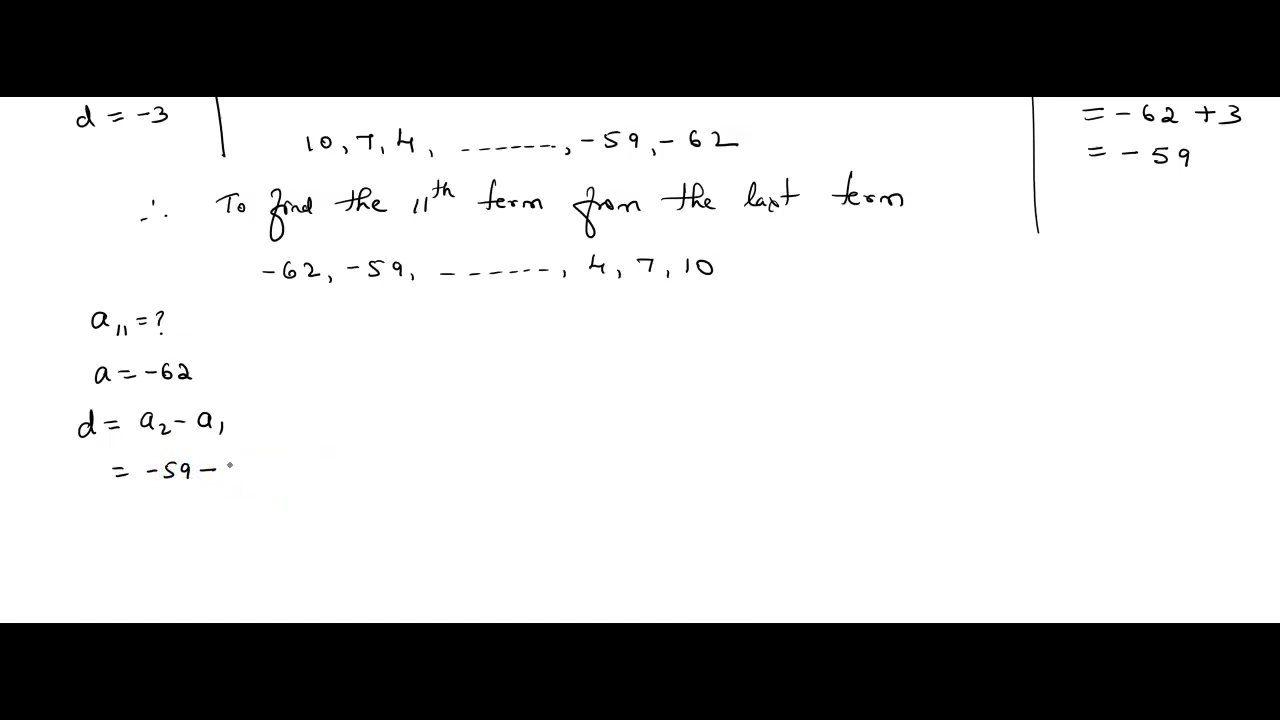 d = -3
10, 7, 4, -------, -59, -62
∴ To find the 11th term from the last term
-62, -59, -------, 4, 7, 10
a11 = ?
a = -62
d = a2 - a1
= -59 -
= -62 + 3
= -59